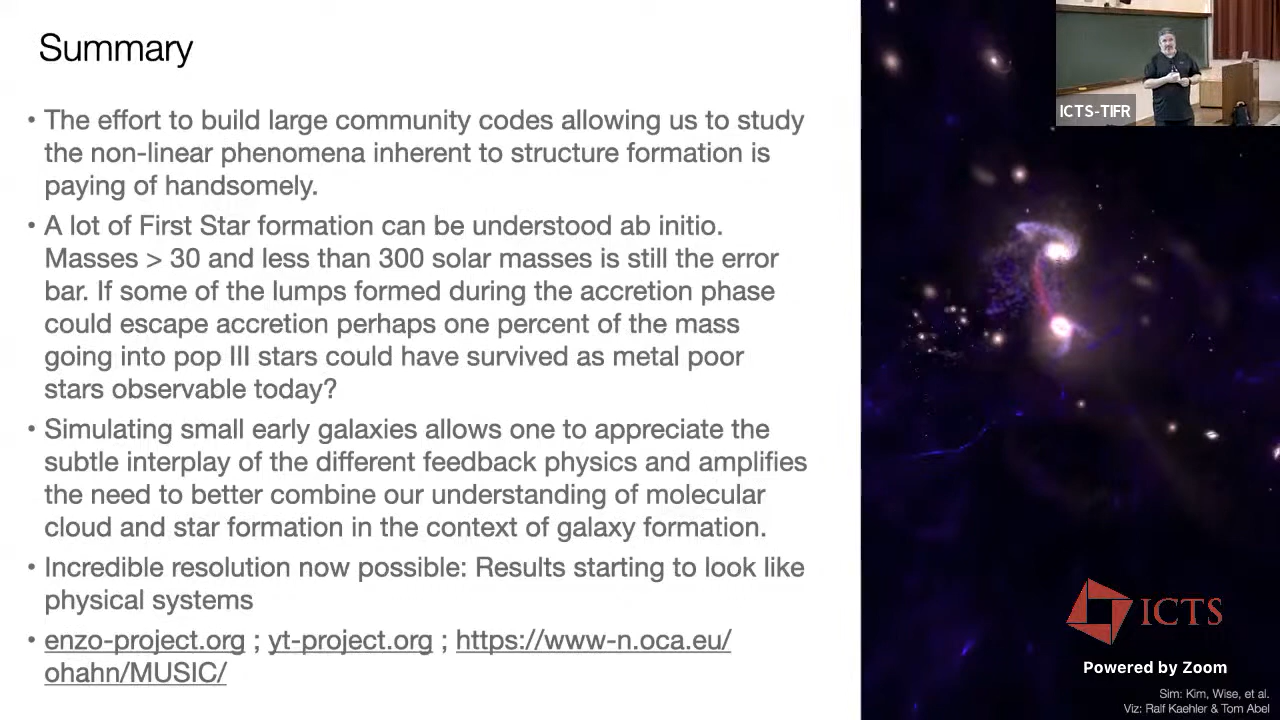 Summary
• The effort to build large community codes allowing us to study
the non-linear phenomena inherent to structure formation is
paying of handsomely.
• A lot of First Star formation can be understood ab initio.
Masses > 30 and less than 300 solar masses is still the error
bar. If some of the lumps formed during the accretion phase
could escape accretion perhaps one percent of the mass
going into pop III stars could have survived as metal poor
stars observable today?
• Simulating small early galaxies allows one to appreciate the
subtle interplay of the different feedback physics and amplifies
the need to better combine our understanding of molecular
cloud and star formation in the context of galaxy formation.
• Incredible resolution now possible: Results starting to look like
physical systems
• enzo-project.org ; yt-project.org ; https://www-n.oca.eu/
ohahn/MUSIC/
ICTS-TIFR
ICTS
Powered by Zoom
Sim: Kim, Wise, et al.
Viz: Ralf Kaehler & Tom Abel